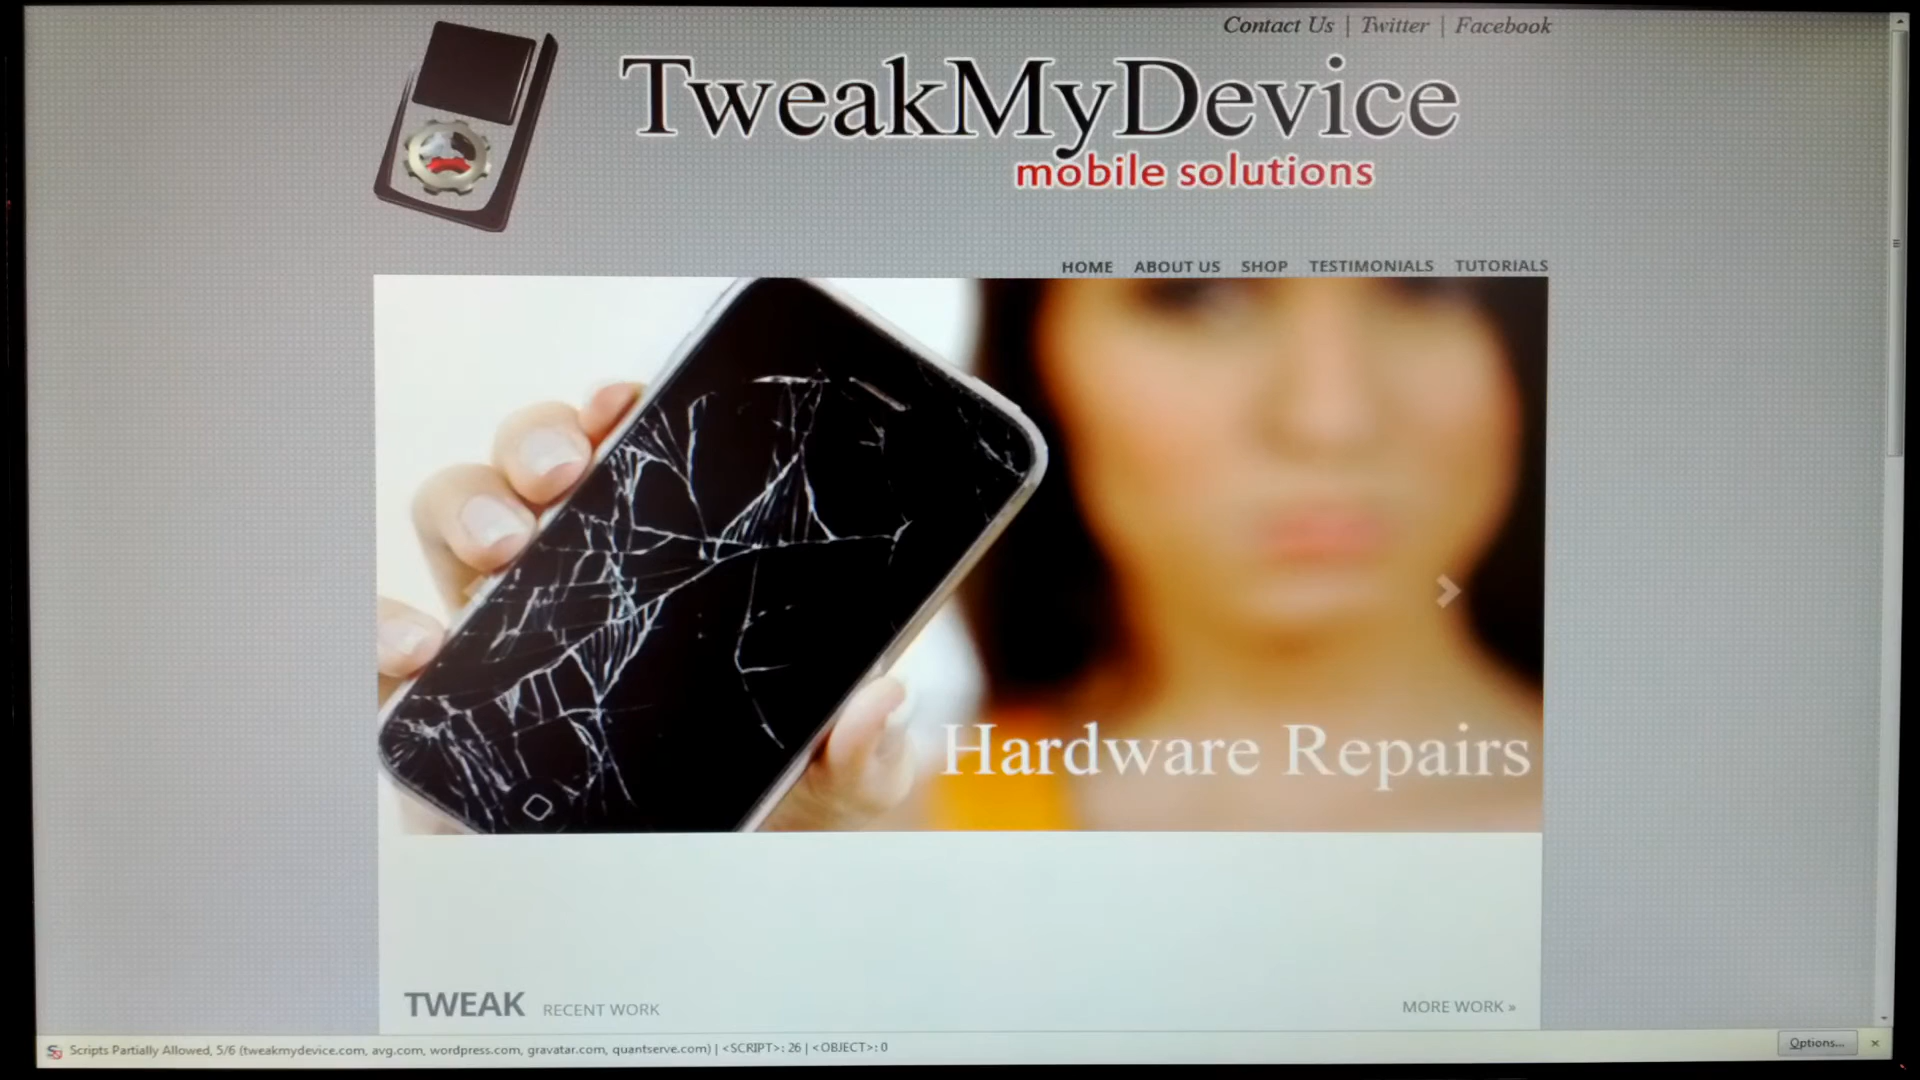 Contact Us | Twitter | Facebook
TweakMyDevice
mobile solutions
HOME ABOUT US SHOP TESTIMONIALS TUTORIALS
Hardware Repairs
TWEAK RECENT WORK
MORE WORK »
Scripts Partially Allowed, 5/6 (tweakmydevice.com, avg.com, wordpress.com, gravatar.com, quantserve.com) | <SCRIPT>: 26 | <OBJECT>: 0
Options...